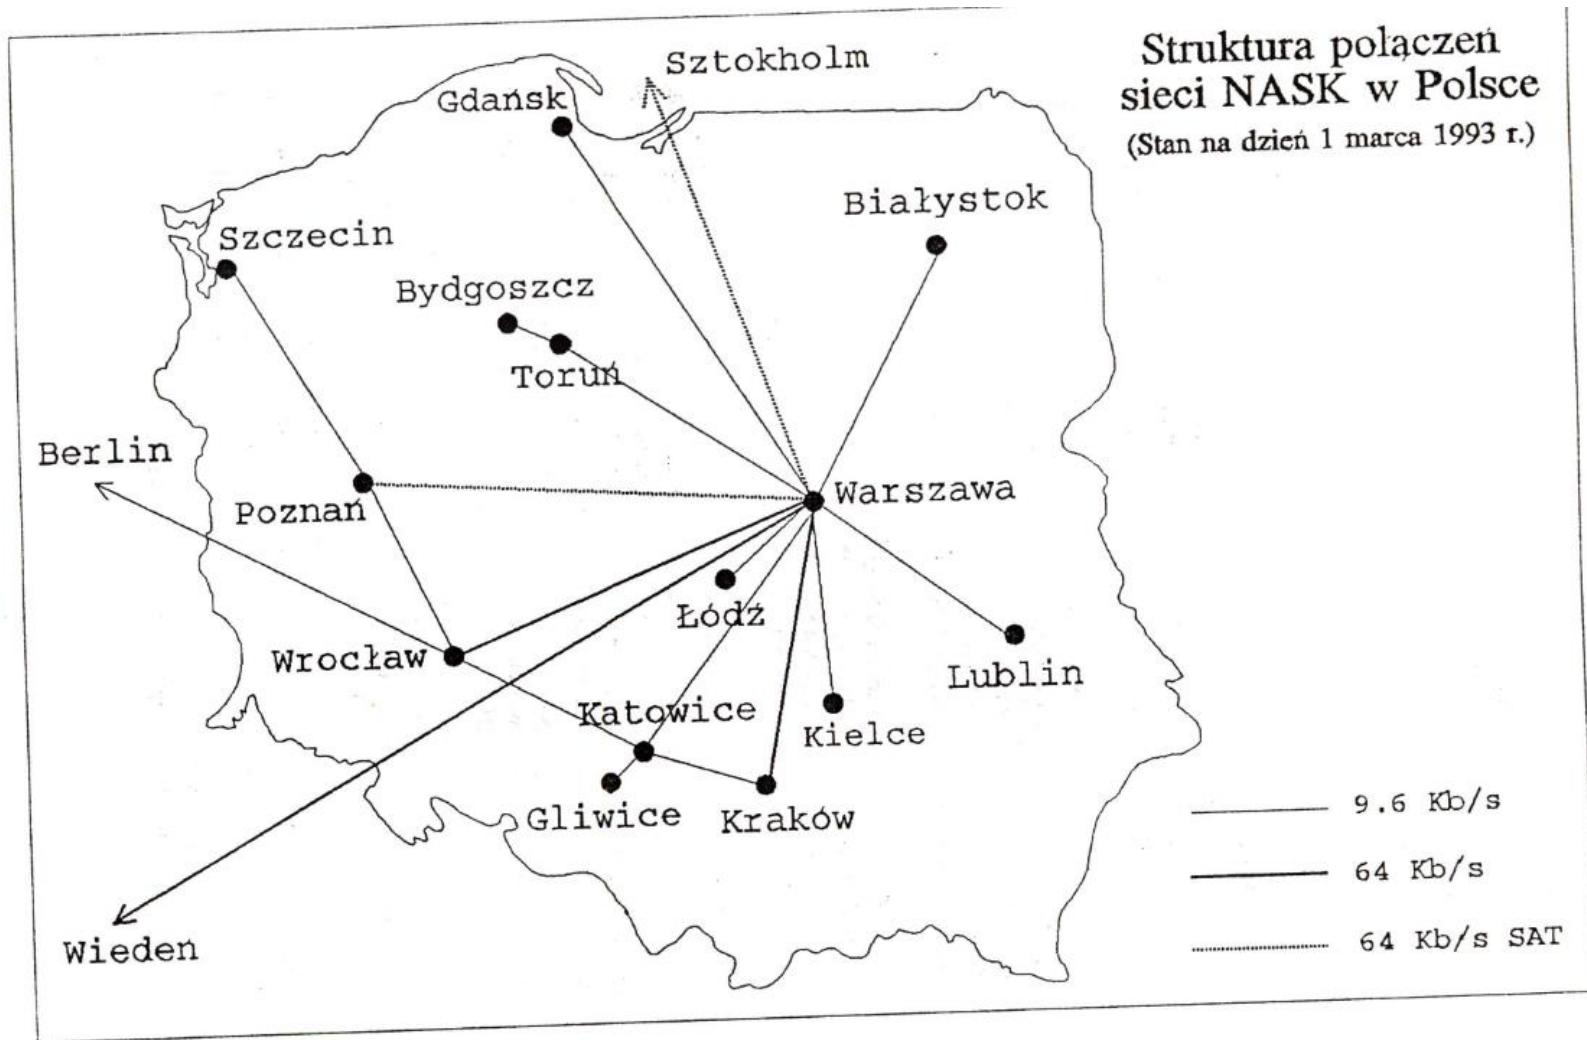 Struktura połączeń
sieci NASK w Polsce
(Stan na dzień 1 marca 1993 r.)
Sztokholm
Gdańsk
Białystok
Szczecin
Bydgoszcz
Toruń
Berlin
Warszawa
Poznań
Łódź
Wrocław
Lublin
Katowice
Kielce
Gliwice
Kraków
Wiedeń
9.6 Kb/s
64 Kb/s
64 Kb/s SAT